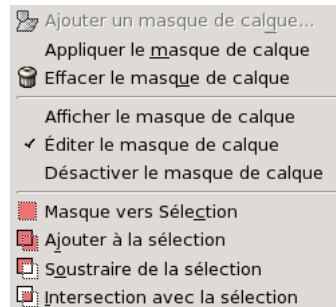 Ajouter un masque de calque...
Appliquer le masque de calque
Effacer le masque de calque
Afficher le masque de calque
Éditer le masque de calque
Désactiver le masque de calque
Masque vers Sélection
Ajouter à la sélection
Soustraire de la sélection
Intersection avec la sélection